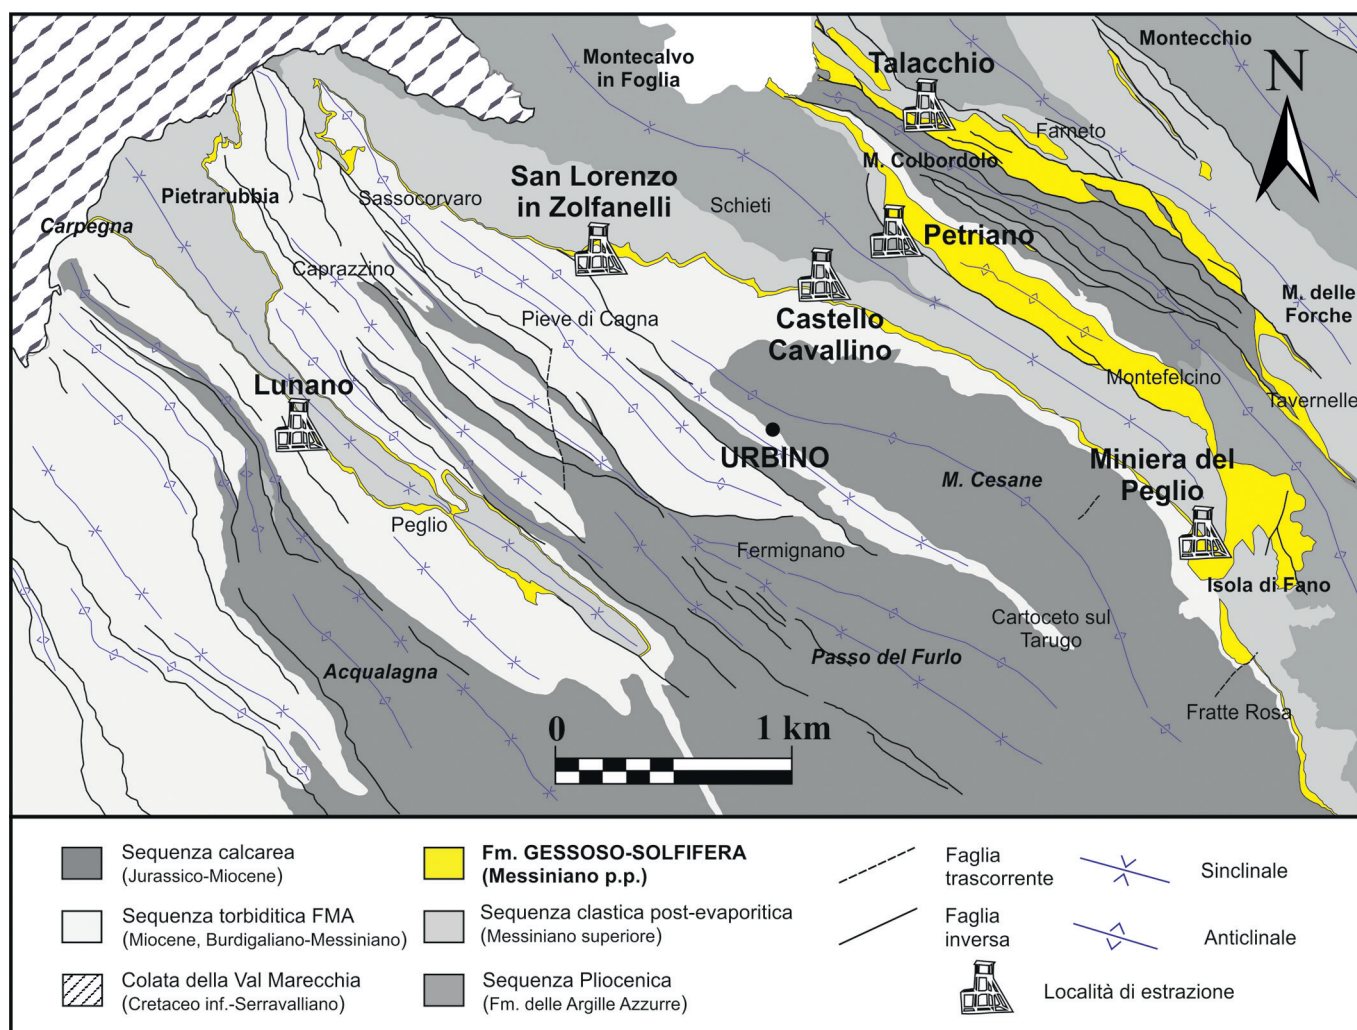 Montecalvo
in Foglia
Talacchio
Montecchio
N
Farneto
M. Colbordolo
Pietrarubbia
Sassocorvaro
San Lorenzo
in Zolfanelli
Schieti
Carpegna
Petriano
Caprazzino
M. delle
Forche
Pieve di Cagna
Castello
Cavallino
Lunano
Montefelcino
Tavernelle
URBINO
Miniera del
Peglio
M. Cesane
Peglio
Fermignano
Isola di Fano
Cartoceto sul
Tarugo
Acqualagna
Passo del Furlo
Fratte Rosa
0
1 km
Sequenza calcarea
(Jurassico-Miocene)
Sequenza torbiditica FMA
(Miocene, Burdigaliano-Messiniano)
Colata della Val Marecchia
(Cretaceo inf.-Serravalliano)
Fm. GESSOSO-SOLFIFERA
(Messiniano p.p.)
Sequenza clastica post-evaporitica
(Messiniano superiore)
Sequenza Pliocenica
(Fm. delle Argille Azzurre)
Faglia
trascorrente
Faglia
inversa
Sinclinale
Anticlinale
Località di estrazione